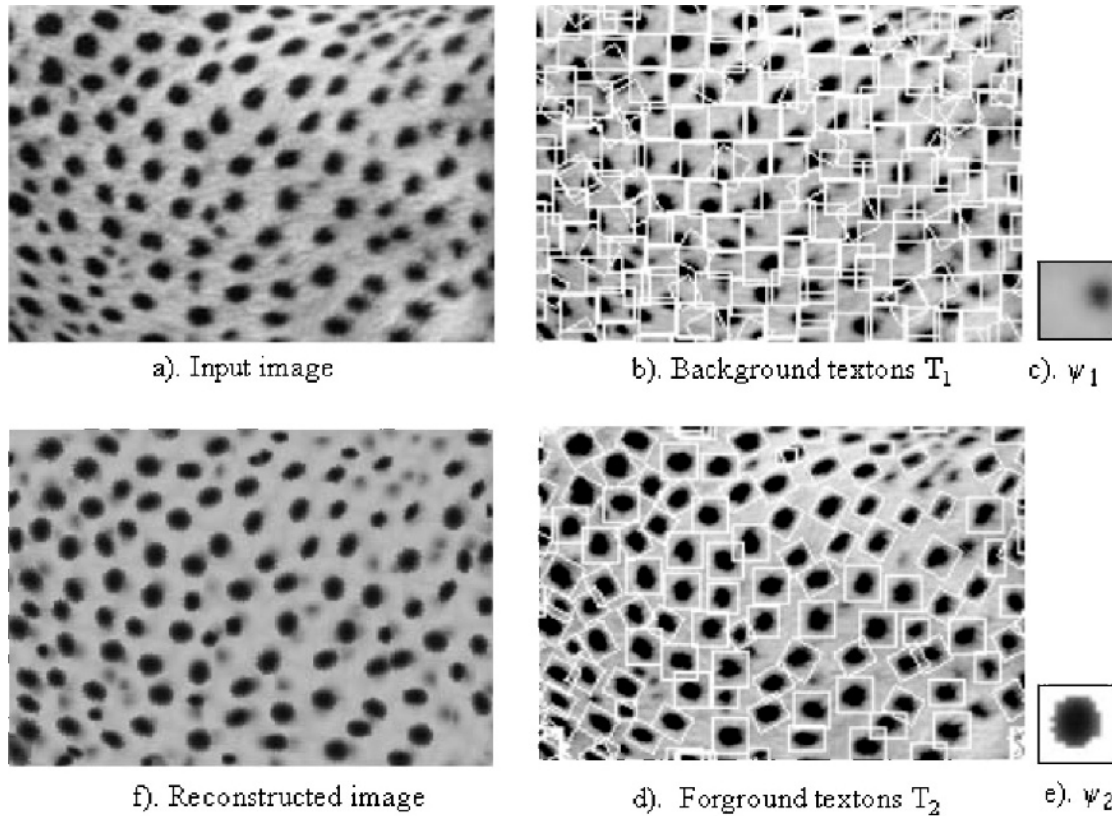 a). Input image
b). Background textons T₁
c). ψ₁
f). Reconstructed image
d). Forground textons T₂
e). ψ₂